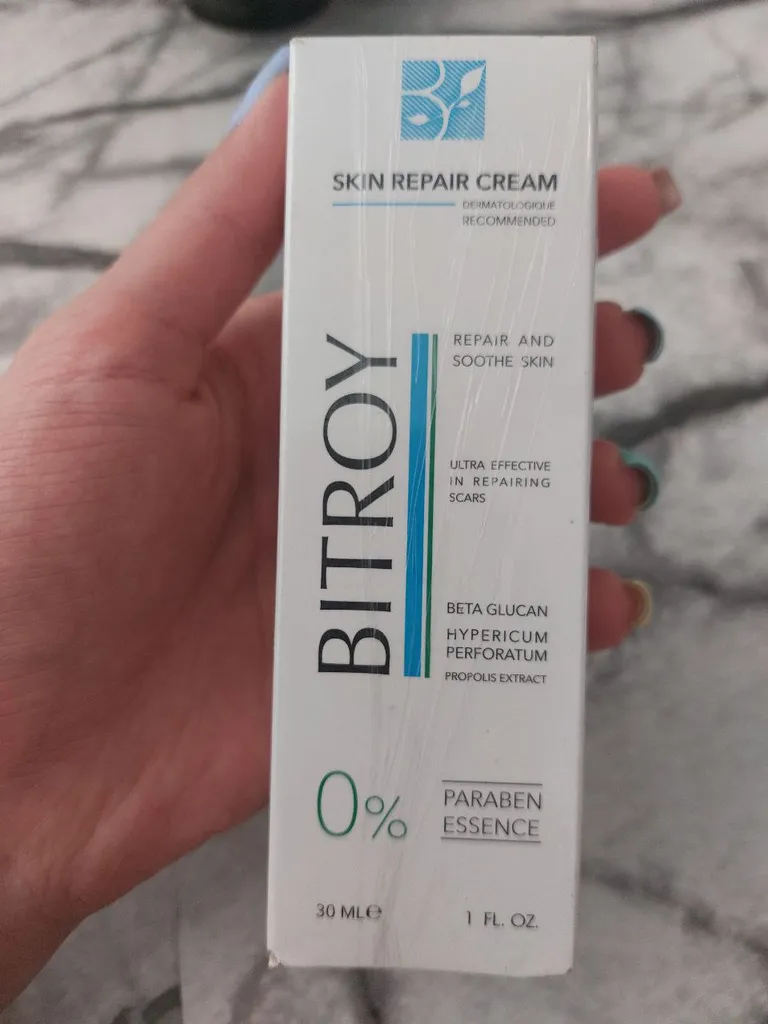 SKIN REPAIR CREAM
DERMATOLOGIQUE
RECOMMENDED
BITROY
REPAIR AND
SOOTHE SKIN
ULTRA EFFECTIVE
IN REPAIRING
SCARS
BETA GLUCAN
HYPERICUM
PERFORATUM
PROPOLIS EXTRACT
0%
PARABEN
ESSENCE
30 ML℮
1 FL. OZ.